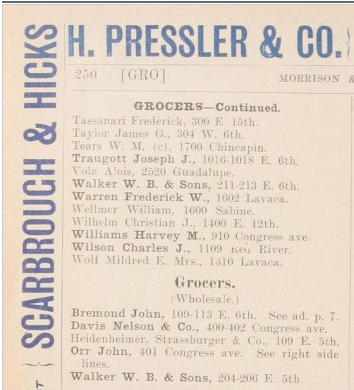 H. PRESSLER & CO.
SCARBROUGH & HICKS
250 [GRO] MORRISON &
GROCERS—Continued.
Tassanari Frederick, 300 E 15th.
Taylor James G., 304 W. 6th.
Tears W. M. (c), 1700 Chincapin.
Traugott Joseph J., 1016-1018 E. 6th.
Volz Alois, 2520 Guadalupe.
Walker W. B. & Sons, 211-213 E. 6th.
Warren Frederick W., 1602 Lavaca.
Wellmer William, 1600 Sabine.
Wilhelm Christian J., 1400 E. 12th.
Williams Harvey M., 910 Congress ave.
Wilson Charles J., 1109 Red River.
Wolf Mildred E. Mrs., 1310 Lavaca.
Grocers.
(Wholesale.)
Bremond John, 109-113 E. 6th. See ad. p. 7.
Davis Nelson & Co., 400-402 Congress ave.
Heidenheimer, Strassburger & Co., 109 E. 5th.
Orr John, 401 Congress ave. See right side
lines.
Walker W. B. & Sons, 204-206 E. 5th.